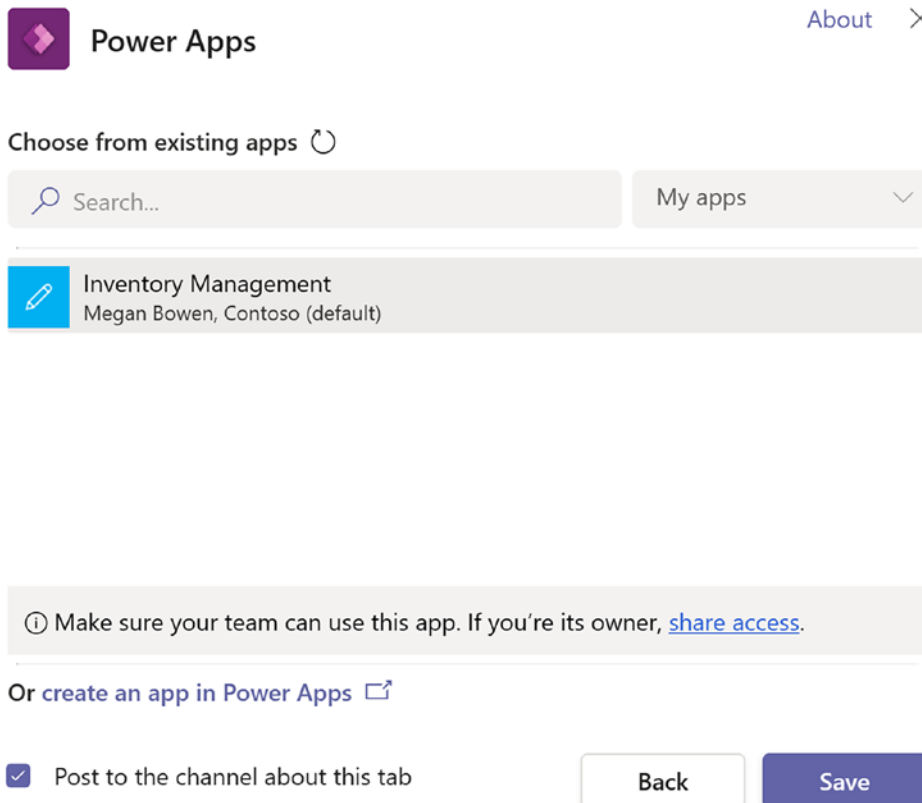 Power Apps
About
Choose from existing apps
Search...
My apps
Inventory Management
Megan Bowen, Contoso (default)
Make sure your team can use this app. If you’re its owner, share access.
Or create an app in Power Apps
Post to the channel about this tab
Back
Save